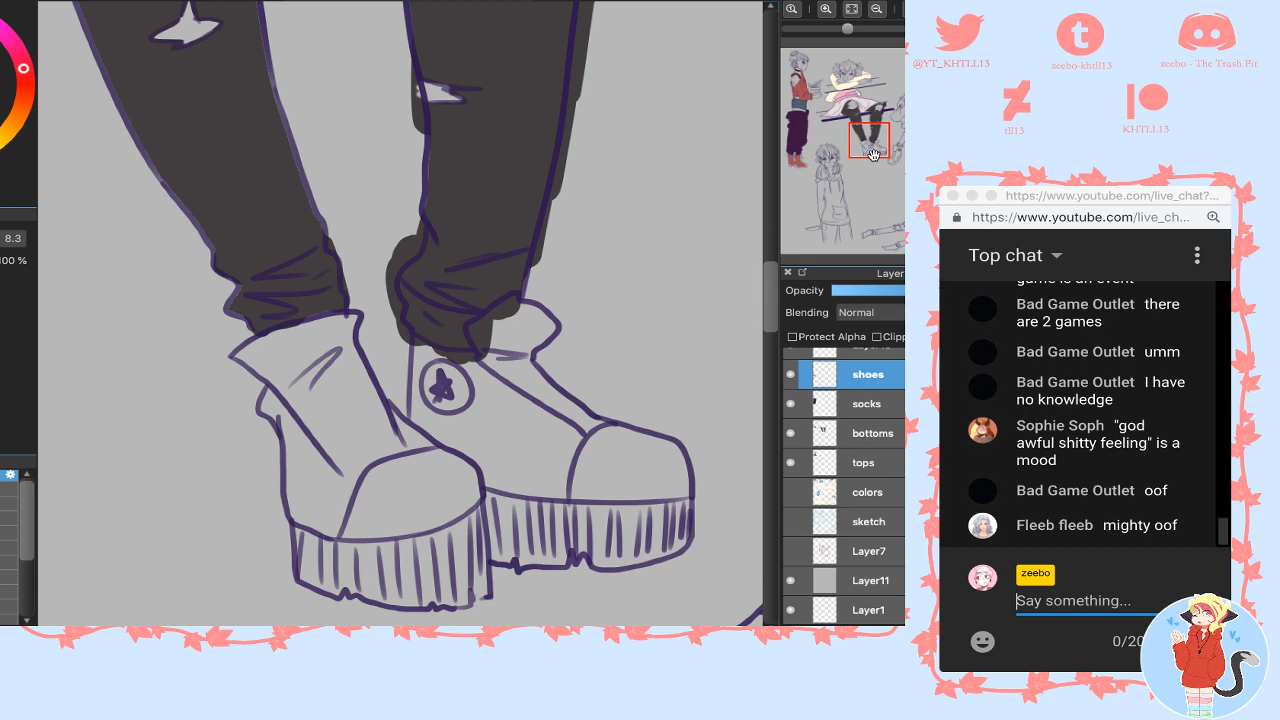 8.3
00 %
Layer
Opacity
Blending Normal
Protect Alpha Clipp
shoes
socks
bottoms
tops
colors
sketch
Layer7
Layer11
Layer1
@YT_KHTLL13
zeebo-khtll13
zeebo - The Trash Pit
tll13
KHTLL13
https://www.youtube.com/live_chat?...
https://www.youtube.com/live_ch...
Top chat
game is an event
Bad Game Outlet there
are 2 games
Bad Game Outlet umm
Bad Game Outlet I have
no knowledge
Sophie Soph "god
awful shitty feeling" is a
mood
Bad Game Outlet oof
Fleeb fleeb mighty oof
zeebo
Say something...
0/20